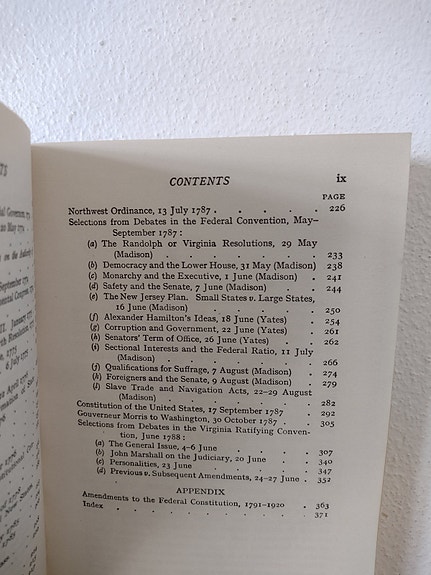 CONTENTS ix
PAGE
Northwest Ordinance, 13 July 1787 . . . . . 226
Selections from Debates in the Federal Convention, May–
September 1787 :
(a) The Randolph or Virginia Resolutions, 29 May
(Madison) . . . . . . . 233
(b) Democracy and the Lower House, 31 May (Madison) 238
(c) Monarchy and the Executive, 1 June (Madison) . 241
(d) Safety and the Senate, 7 June (Madison) . . 244
(e) The New Jersey Plan. Small States v. Large States,
16 June (Madison) . . . . . . 250
(f) Alexander Hamilton's Ideas, 18 June (Yates) . 254
(g) Corruption and Government, 22 June (Yates) . 261
(h) Senators' Term of Office, 26 June (Yates) . . 262
(i) Sectional Interests and the Federal Ratio, 11 July
(Madison) . . . . . . . 266
(j) Qualifications for Suffrage, 7 August (Madison) . 274
(k) Foreigners and the Senate, 9 August (Madison) . 279
(l) Slave Trade and Navigation Acts, 22–29 August
(Madison) . . . . . . . 282
Constitution of the United States, 17 September 1787 . 292
Gouverneur Morris to Washington, 30 October 1787 . . 305
Selections from Debates in the Virginia Ratifying Conven-
tion, June 1788 :
(a) The General Issue, 4–6 June . . . . 307
(b) John Marshall on the Judiciary, 20 June . . 340
(c) Personalities, 23 June . . . . . 347
(d) Previous v. Subsequent Amendments, 24–27 June . 352
APPENDIX
Amendments to the Federal Constitution, 1791–1920 . 363
Index . . . . . . . . . 371